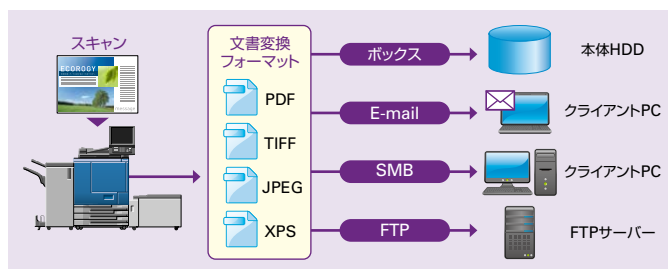 スキャン
ECOROGY
message
文書変換
フォーマット
PDF
TIFF
JPEG
XPS
ボックス
本体HDD
E-mail
クライアントPC
SMB
クライアントPC
FTP
FTPサーバー